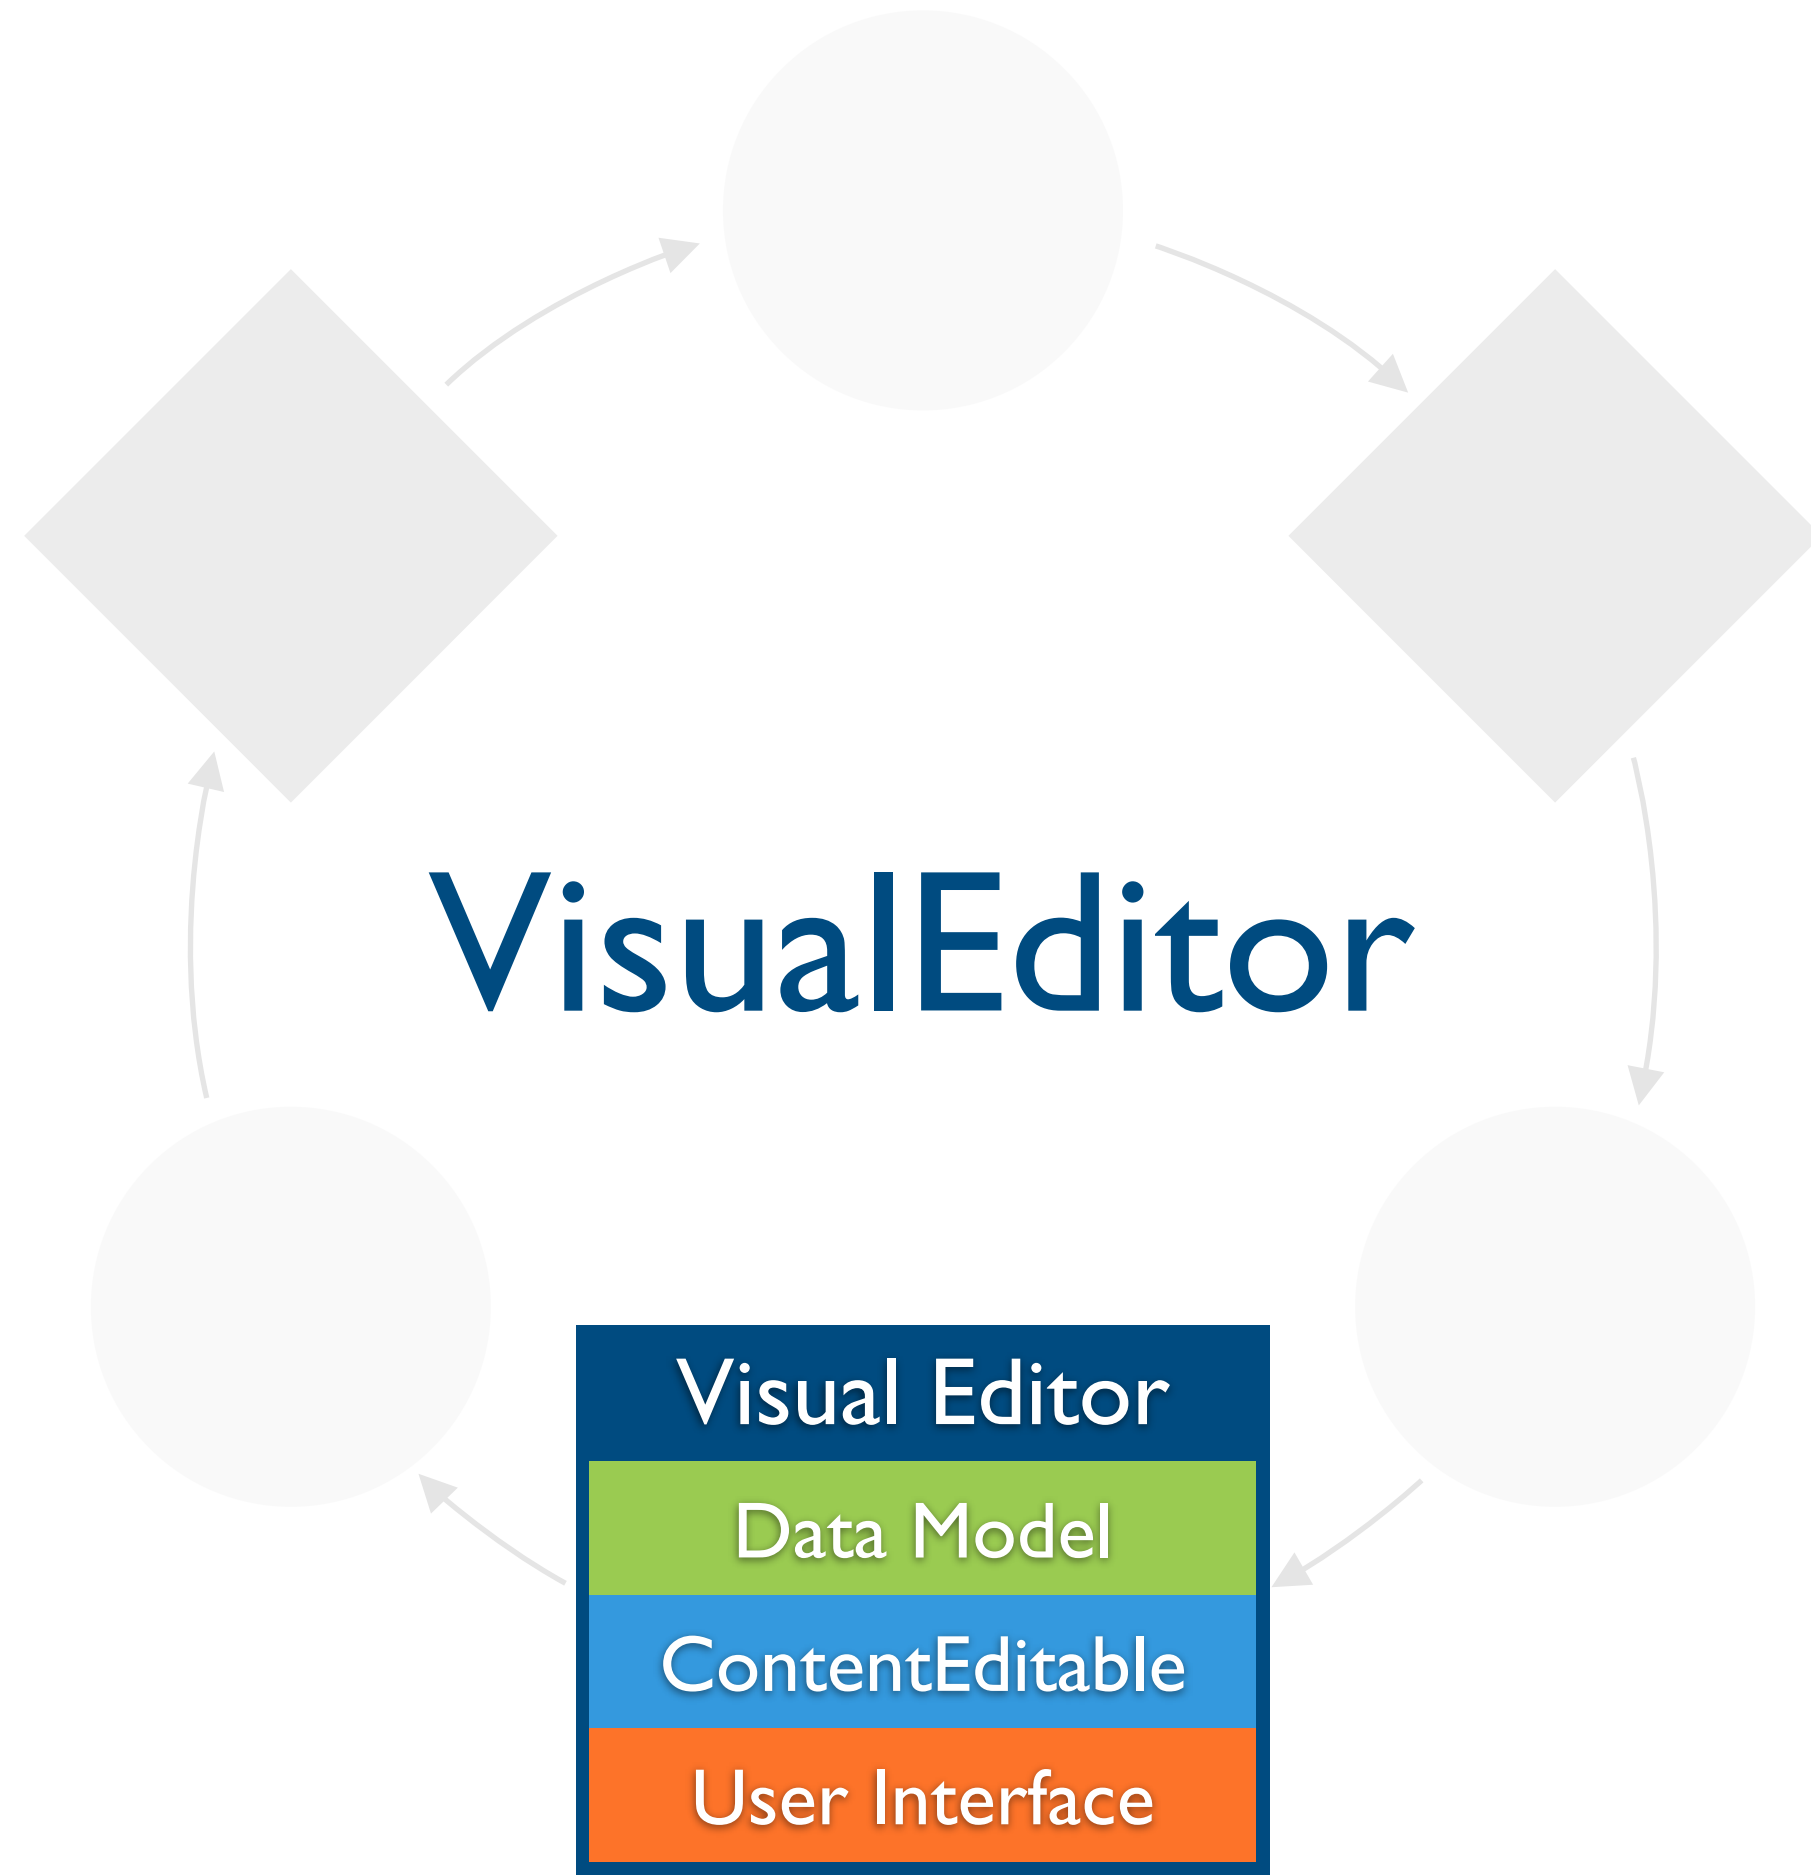 VisualEditor
Visual Editor
Data Model
ContentEditable
User Interface